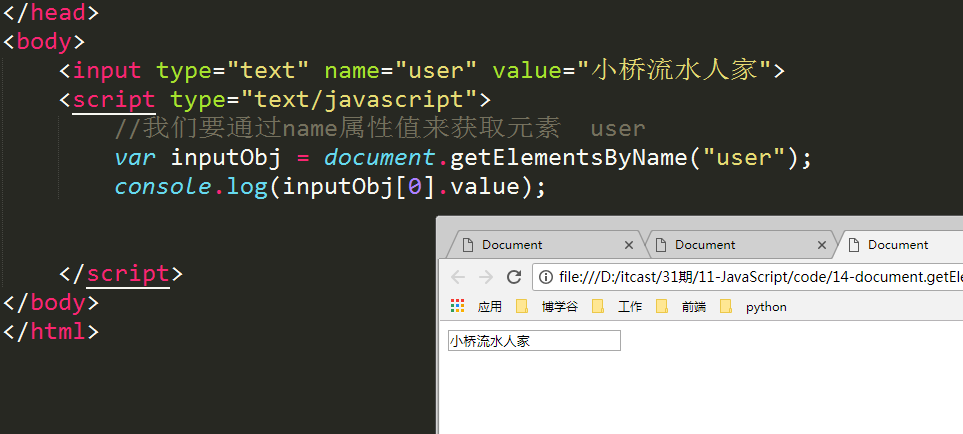 </head>
<body>
<input type="text" name="user" value="小桥流水人家">
<script type="text/javascript">
//我们要通过name属性值来获取元素 user
var inputObj = document.getElementsByName("user");
console.log(inputObj[0].value);
</script>
</body>
</html>
Document Document Document
file:///D:/itcast/31期/11-JavaScript/code/14-document.getEle
应用 博学谷 工作 前端 python
小桥流水人家